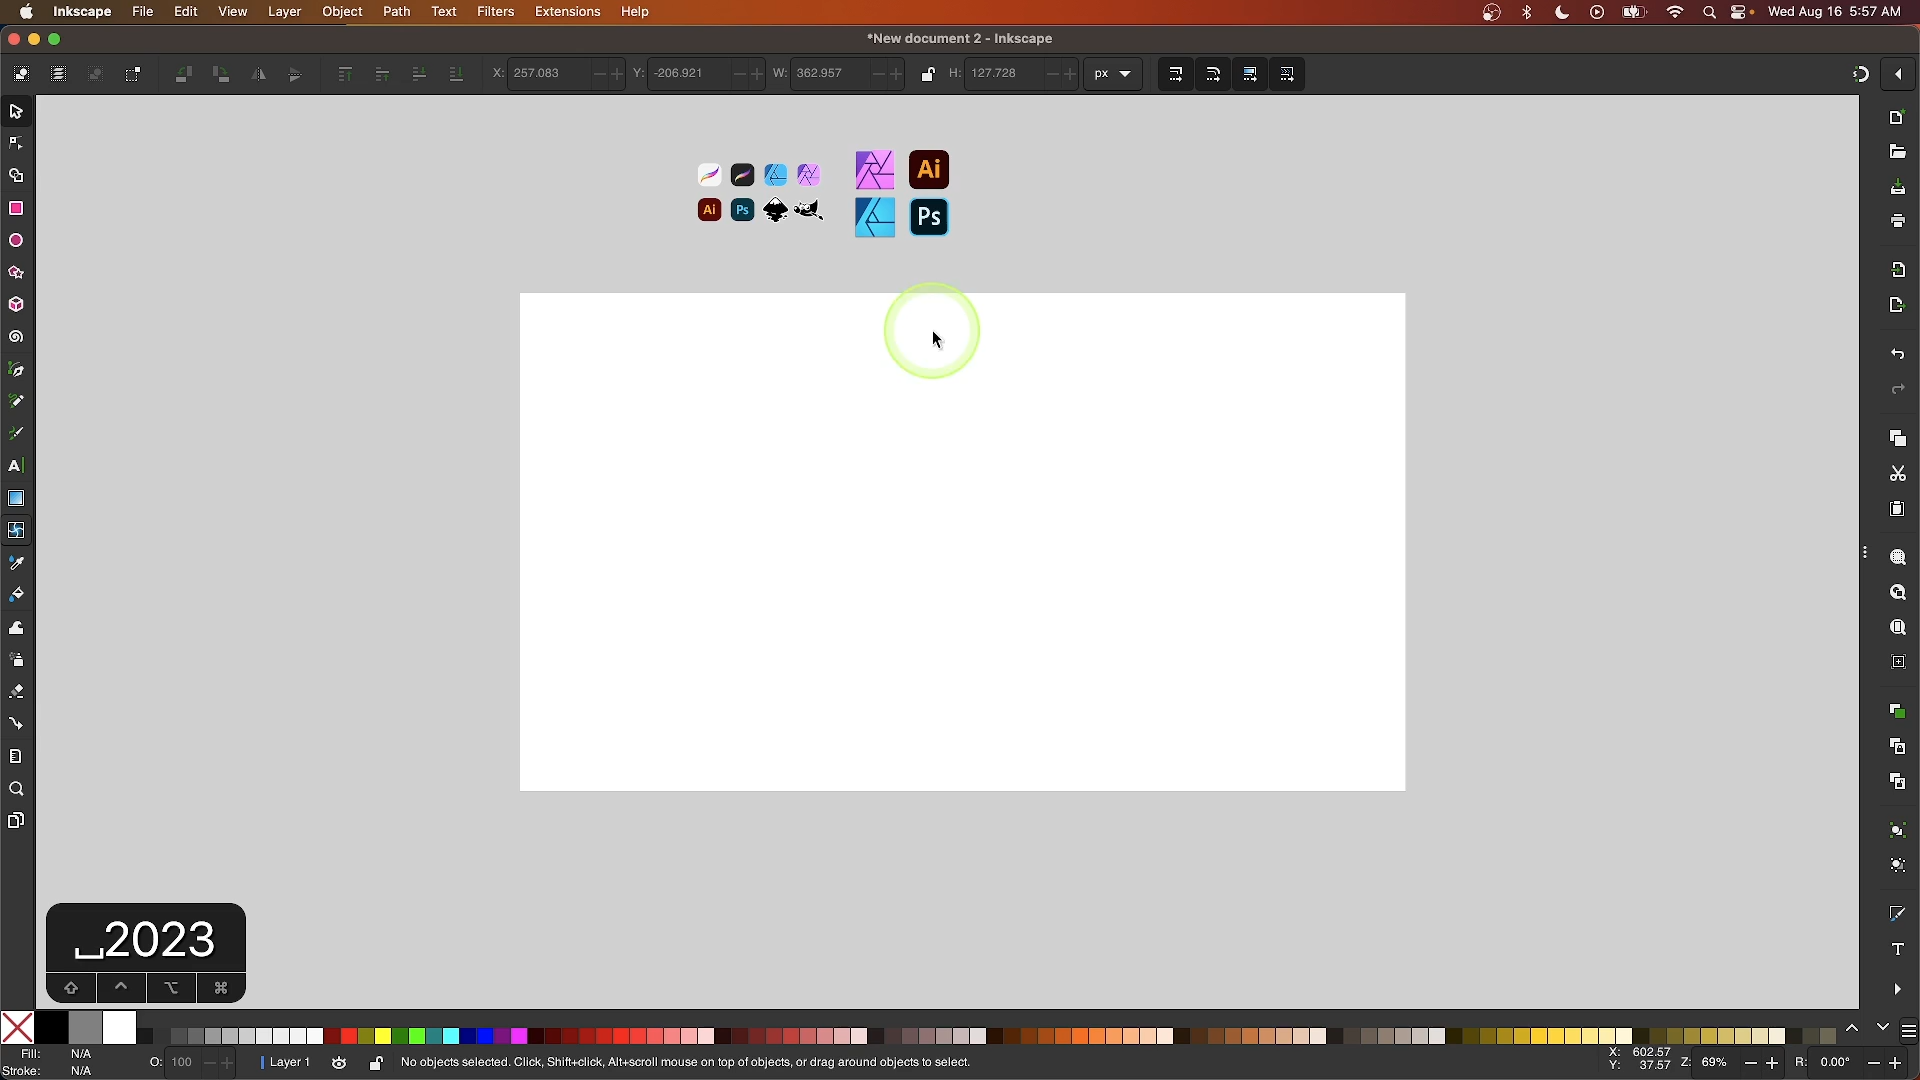 Inkscape File Edit View Layer Object Path Text Filters Extensions Help Wed Aug 16 5:57 AM
*New document 2 - Inkscape
X: 257.083 Y: -206.921 W: 362.957 H: 127.728 px
Ai
Ai Ps
Ps
␣2023
Fill: N/A
Stroke: N/A
O: 100
Layer 1
No objects selected. Click, Shift+click, Alt+scroll mouse on top of objects, or drag around objects to select.
X: 602.57
Y: 37.57
Z: 69%
R: 0.00°